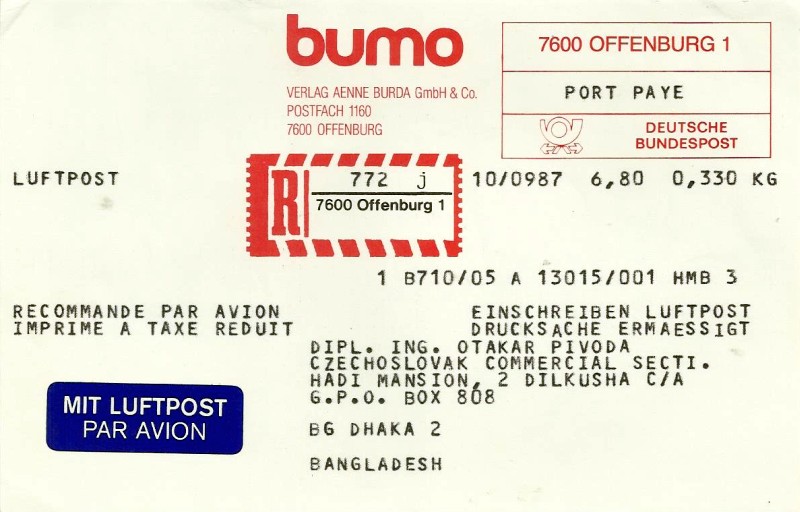 bumo
VERLAG AENNE BURDA GmbH & Co.
POSTFACH 1160
7600 OFFENBURG
7600 OFFENBURG 1
PORT PAYE
DEUTSCHE
BUNDESPOST
LUFTPOST
R
772 j
7600 Offenburg 1
10/0987 6,80 0,330 KG
1 B710/05 A 13015/001 HMB 3
RECOMMANDE PAR AVION
IMPRIME A TAXE REDUIT
EINSCHREIBEN LUFTPOST
DRUCKSACHE ERMAESSIGT
DIPL. ING. OTAKAR PIVODA
CZECHOSLOVAK COMMERCIAL SECTI.
HADI MANSION, 2 DILKUSHA C/A
G.P.O. BOX 808
BG DHAKA 2
BANGLADESH
MIT LUFTPOST
PAR AVION